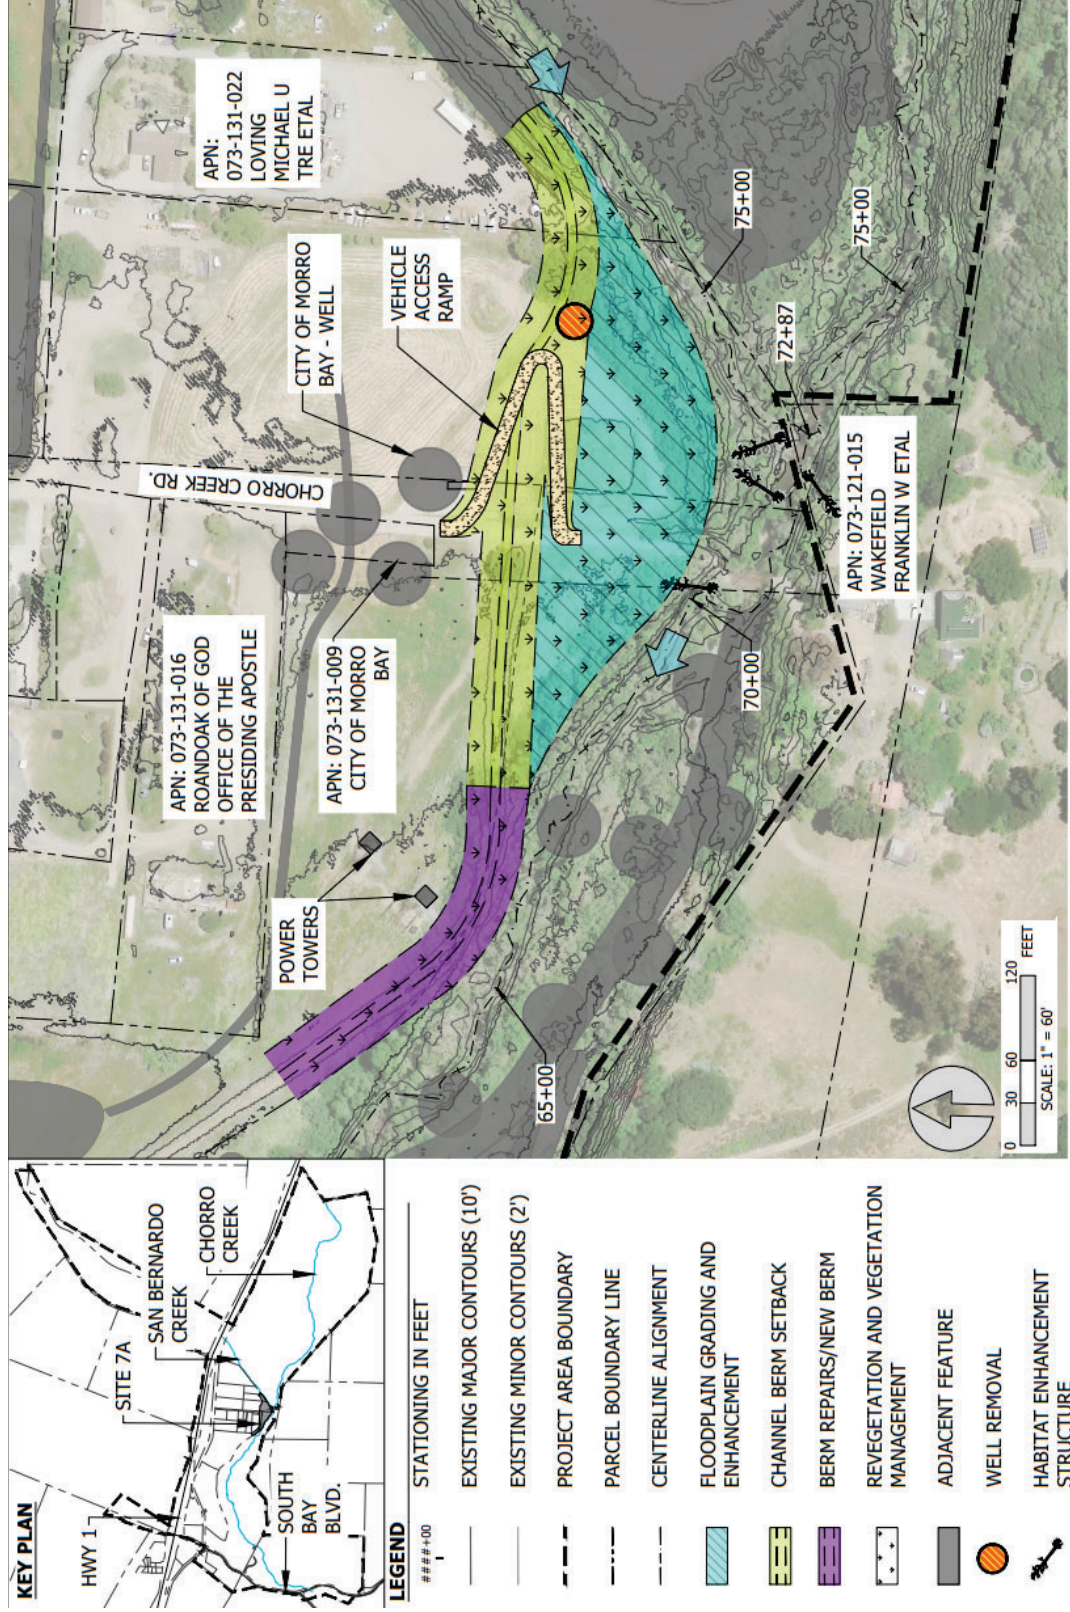 KEY PLAN
HWY 1
SITE 7A
SAN BERNARDO
CREEK
CHORRO
CREEK
SOUTH
BAY
BLVD.
LEGEND
####+00
STATIONING IN FEET
EXISTING MAJOR CONTOURS (10')
EXISTING MINOR CONTOURS (2')
PROJECT AREA BOUNDARY
PARCEL BOUNDARY LINE
CENTERLINE ALIGNMENT
FLOODPLAIN GRADING AND
ENHANCEMENT
CHANNEL BERM SETBACK
BERM REPAIRS/NEW BERM
REVEGETATION AND VEGETATION
MANAGEMENT
ADJACENT FEATURE
WELL REMOVAL
HABITAT ENHANCEMENT
STRUCTURE
APN: 073-131-016
ROANDOAK OF GOD
OFFICE OF THE
PRESIDING APOSTLE
POWER
TOWERS
APN: 073-131-009
CITY OF MORRO
BAY
CHORRO CREEK RD.
CITY OF MORRO
BAY - WELL
VEHICLE
ACCESS
RAMP
APN:
073-131-022
LOVING
MICHAEL U
TRE ETAL
65+00
70+00
72+87
75+00
75+00
APN: 073-121-015
WAKEFIELD
FRANKLIN W ETAL
0 30 60 120
FEET
SCALE: 1" = 60'